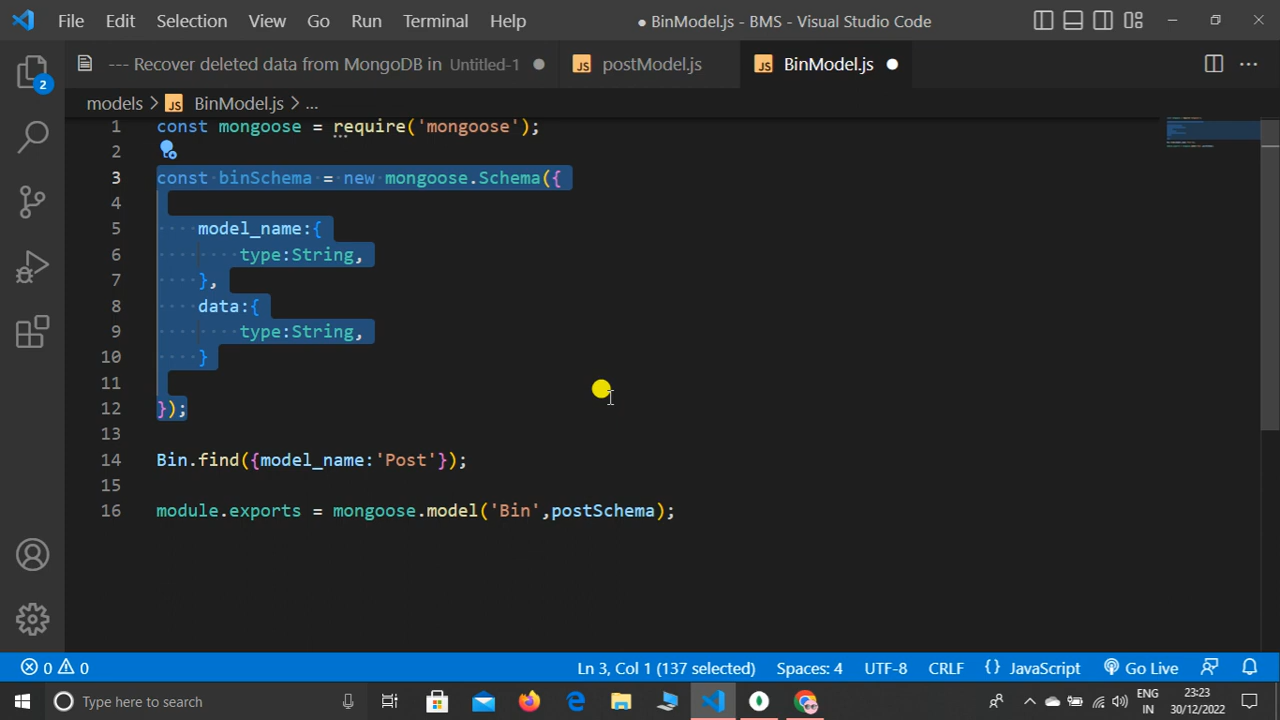 File Edit Selection View Go Run Terminal Help ● BinModel.js - BMS - Visual Studio Code
--- Recover deleted data from MongoDB in Untitled-1 ● JS postModel.js JS BinModel.js ●
models > JS BinModel.js > ...
2
1 const mongoose = require('mongoose');
2
3 const binSchema = new mongoose.Schema({
4
5 model_name:{
6 type:String,
7 },
8 data:{
9 type:String,
10 }
11
12 });
13
14 Bin.find({model_name:'Post'});
15
16 module.exports = mongoose.model('Bin',postSchema);
0 0 Ln 3, Col 1 (137 selected) Spaces: 4 UTF-8 CRLF {} JavaScript Go Live
Type here to search
ENG
IN
23:23
30/12/2022